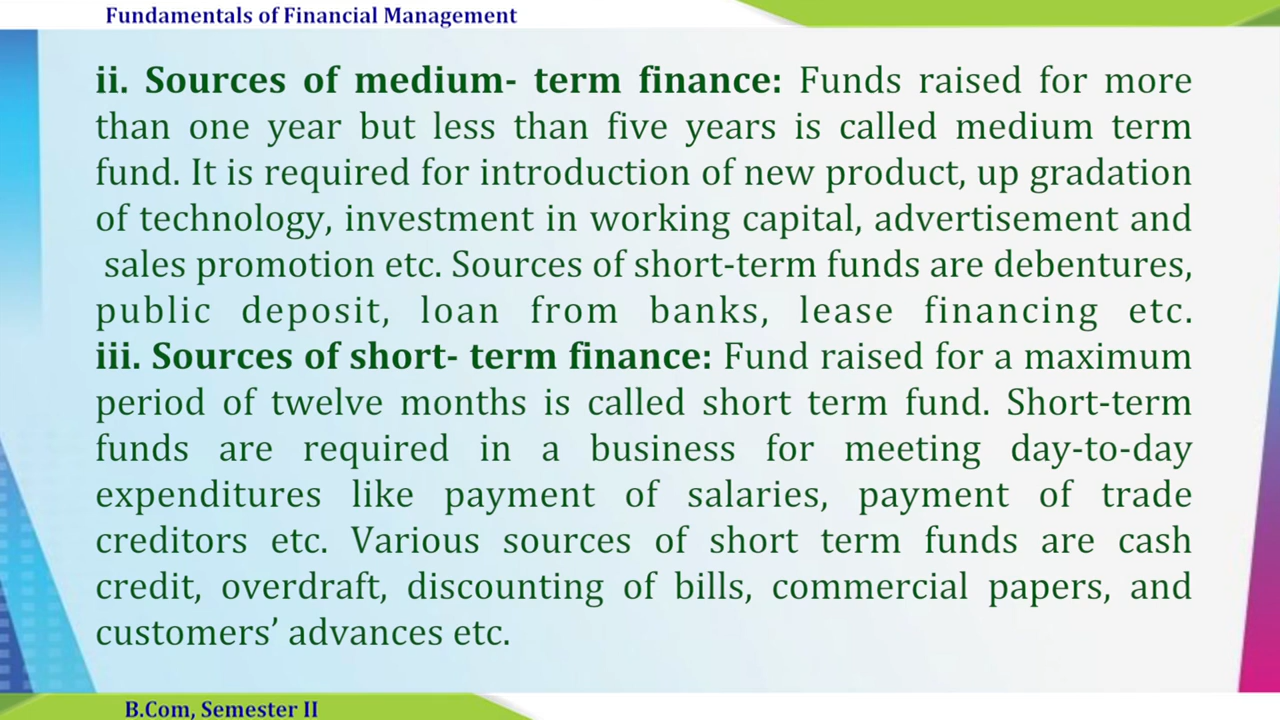 Fundamentals of Financial Management
ii. Sources of medium- term finance: Funds raised for more
than one year but less than five years is called medium term
fund. It is required for introduction of new product, up gradation
of technology, investment in working capital, advertisement and
sales promotion etc. Sources of short-term funds are debentures,
public deposit, loan from banks, lease financing etc.
iii. Sources of short- term finance: Fund raised for a maximum
period of twelve months is called short term fund. Short-term
funds are required in a business for meeting day-to-day
expenditures like payment of salaries, payment of trade
creditors etc. Various sources of short term funds are cash
credit, overdraft, discounting of bills, commercial papers, and
customers’ advances etc.
B.Com, Semester II